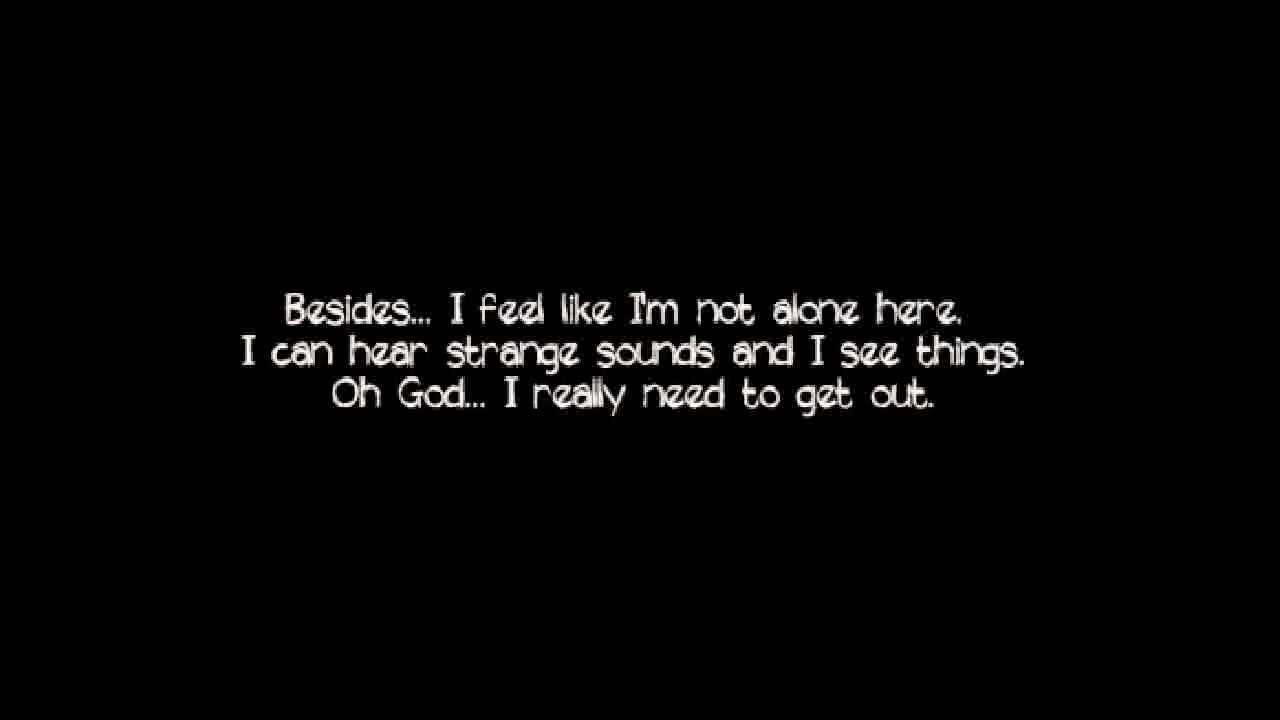 Besides... I feel like I'm not alone here.
I can hear strange sounds and I see things.
Oh God... I really need to get out.